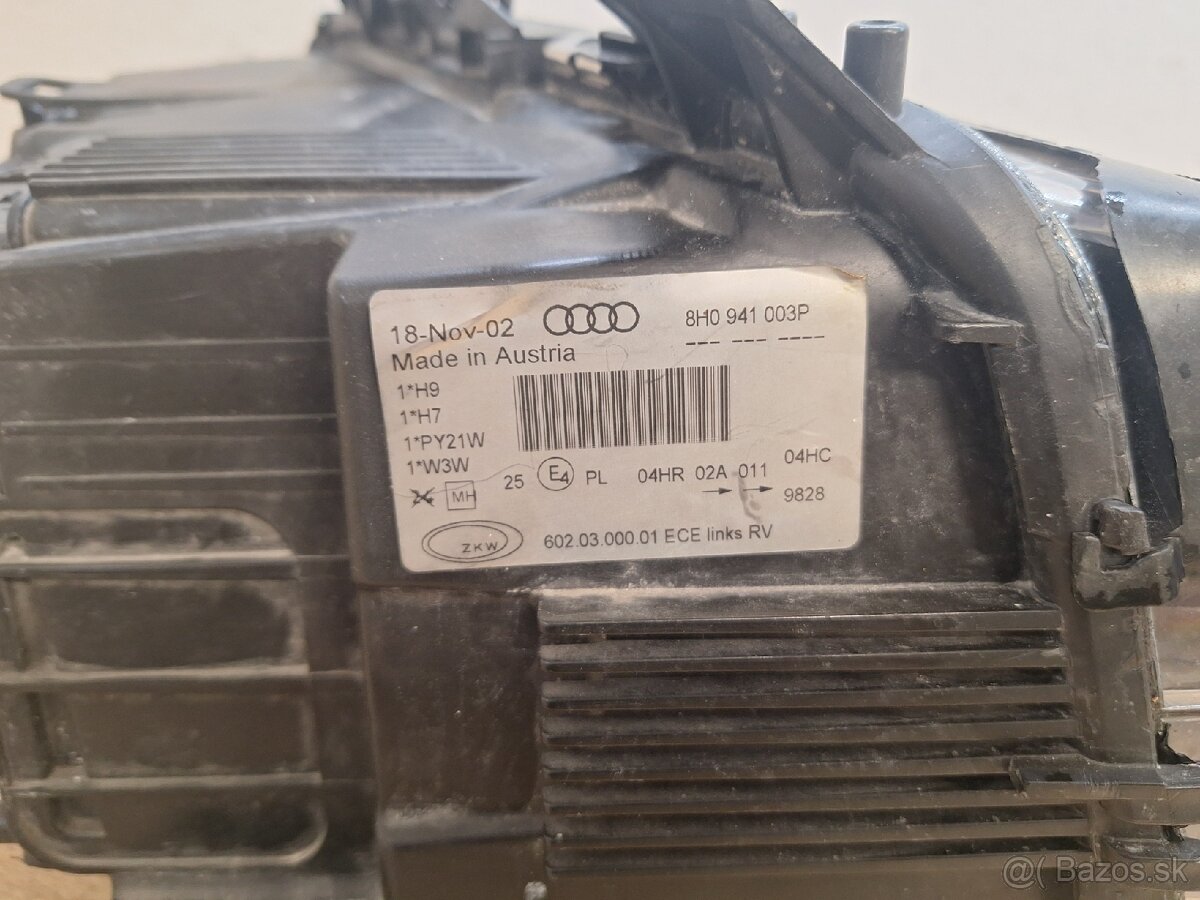 18-Nov-02 8H0 941 003P
Made in Austria --- --- ----
1*H9
1*H7
1*PY21W
1*W3W
MH 25 E4 PL 04HR 02A 011 04HC
9828
ZKW 602.03.000.01 ECE links RV
@( Bazos.sk